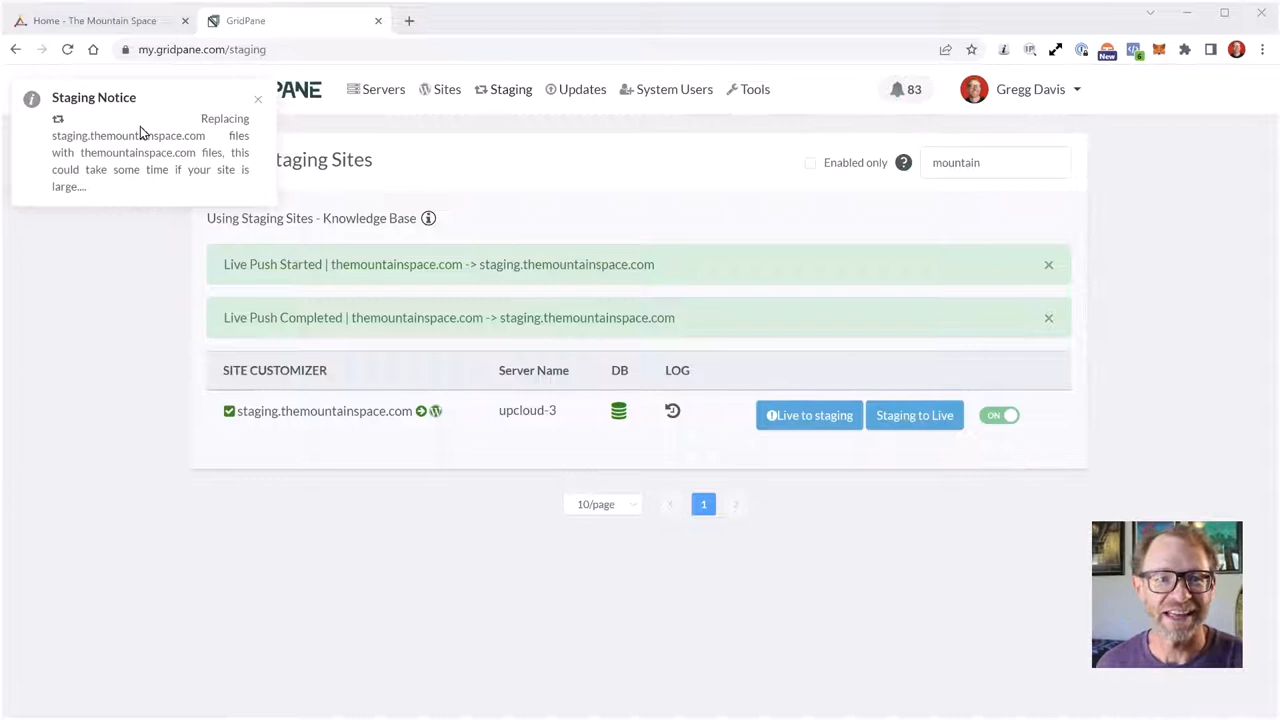 Home - The Mountain Space
GridPane
my.gridpane.com/staging
New
6
Staging Notice
Replacing
staging.themountainspace.com files
with themountainspace.com files, this
could take some time if your site is
large....
PANE
Servers
Sites
Staging
Updates
System Users
Tools
83
Gregg Davis
taging Sites
Enabled only
mountain
Using Staging Sites - Knowledge Base
Live Push Started | themountainspace.com -> staging.themountainspace.com
Live Push Completed | themountainspace.com -> staging.themountainspace.com
SITE CUSTOMIZER Server Name DB LOG
staging.themountainspace.com upcloud-3 Live to staging Staging to Live ON
10/page 1